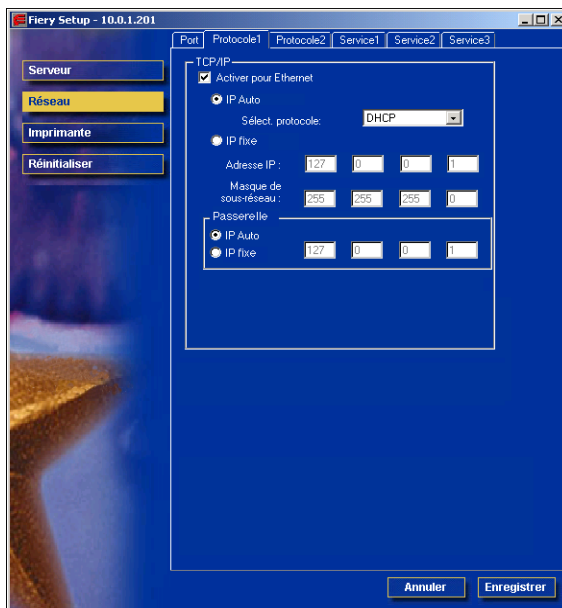 Fiery Setup - 10.0.1.201
Port Protocole1 Protocole2 Service1 Service2 Service3
Serveur
Réseau
Imprimante
Réinitialiser
TCP/IP
Activer pour Ethernet
IP Auto
Sélect. protocole: DHCP
IP fixe
Adresse IP : 127 0 0 1
Masque de
sous-réseau : 255 255 255 0
Passerelle
IP Auto
IP fixe 127 0 0 1
Annuler Enregistrer